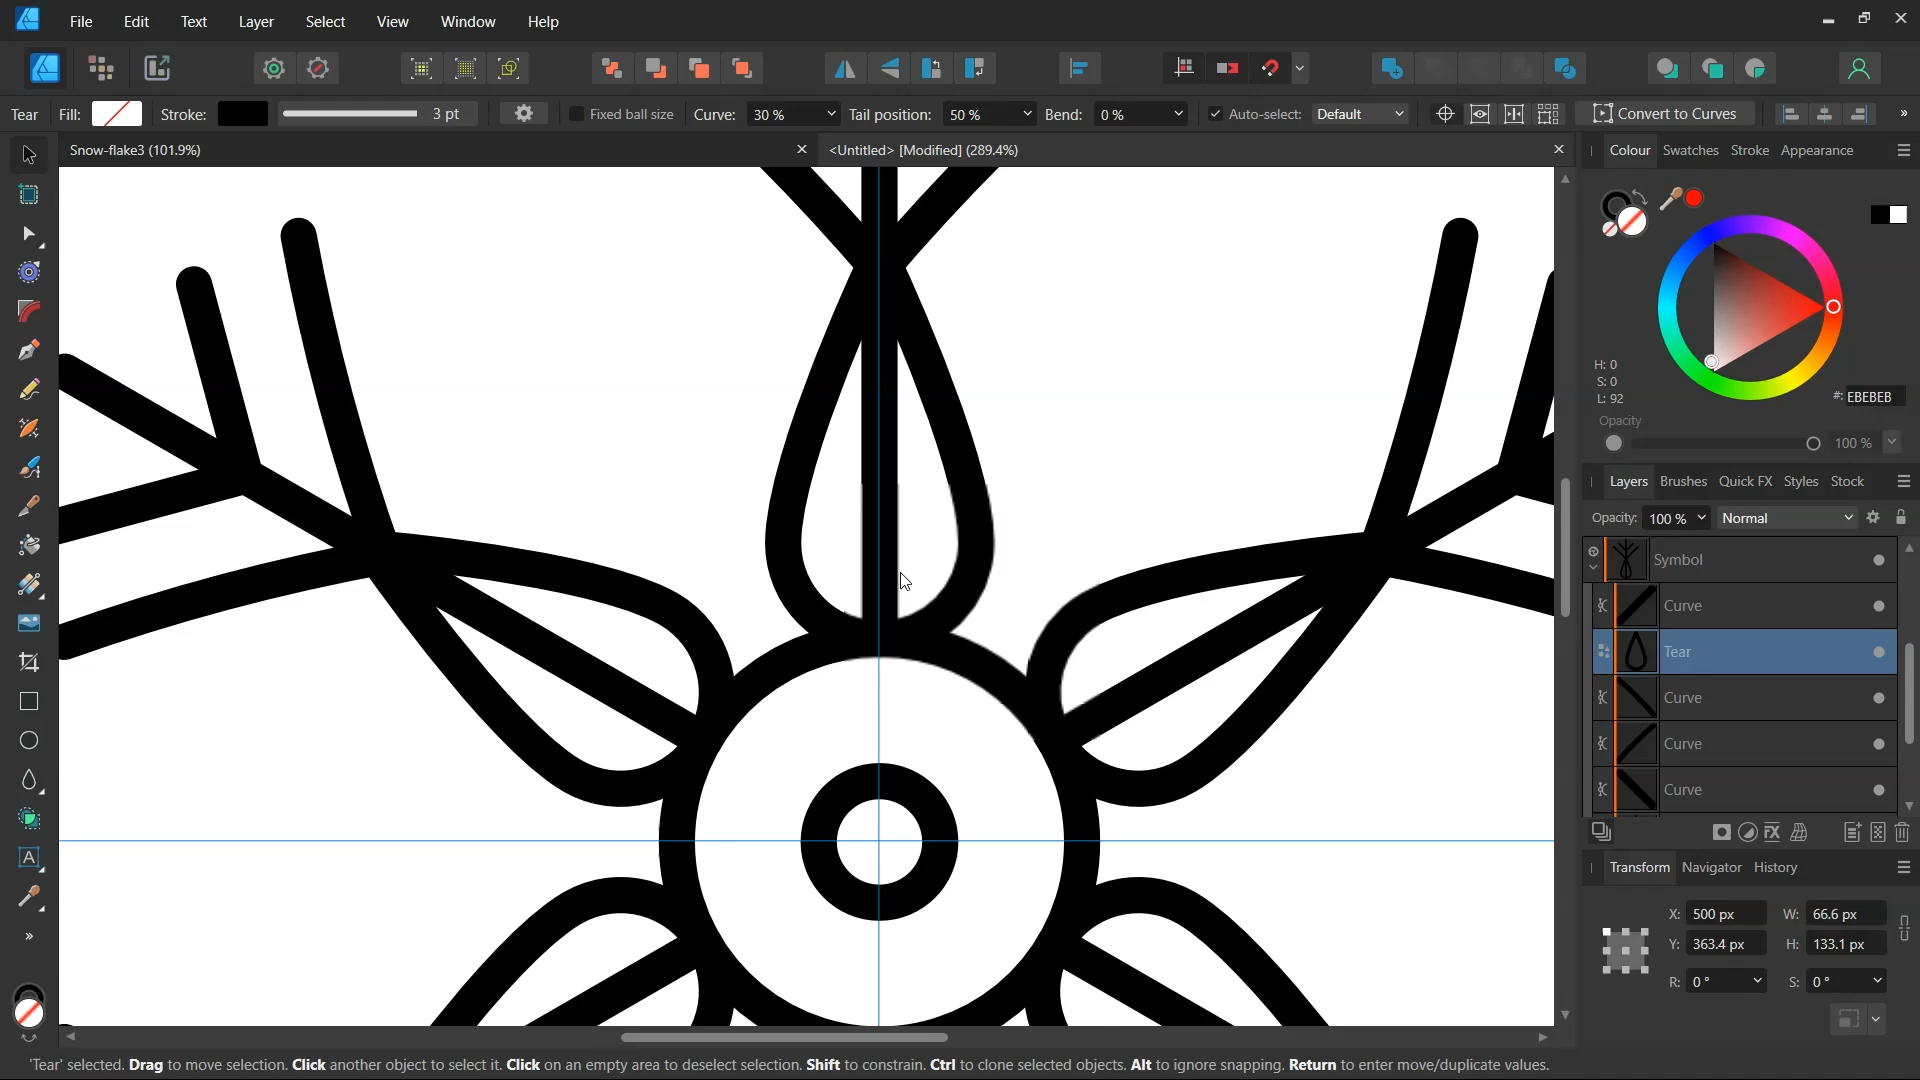 File Edit Text Layer Select View Window Help
Tear Fill: Stroke: 3 pt Fixed ball size Curve: 30 % Tail position: 50 % Bend: 0 % Auto-select: Default Convert to Curves »
Snow-flake3 (101.9%) <Untitled> [Modified] (289.4%)
Colour Swatches Stroke Appearance
H: 0
S: 0
L: 92
#: EBEBEB
Opacity
100 %
Layers Brushes Quick FX Styles Stock
Opacity: 100 % Normal
Symbol
Curve
Tear
Curve
Curve
Curve
Transform Navigator History
X: 500 px W: 66.6 px
Y: 363.4 px H: 133.1 px
R: 0 ° S: 0 °
'Tear' selected. Drag to move selection. Click another object to select it. Click on an empty area to deselect selection. Shift to constrain. Ctrl to clone selected objects. Alt to ignore snapping. Return to enter move/duplicate values.